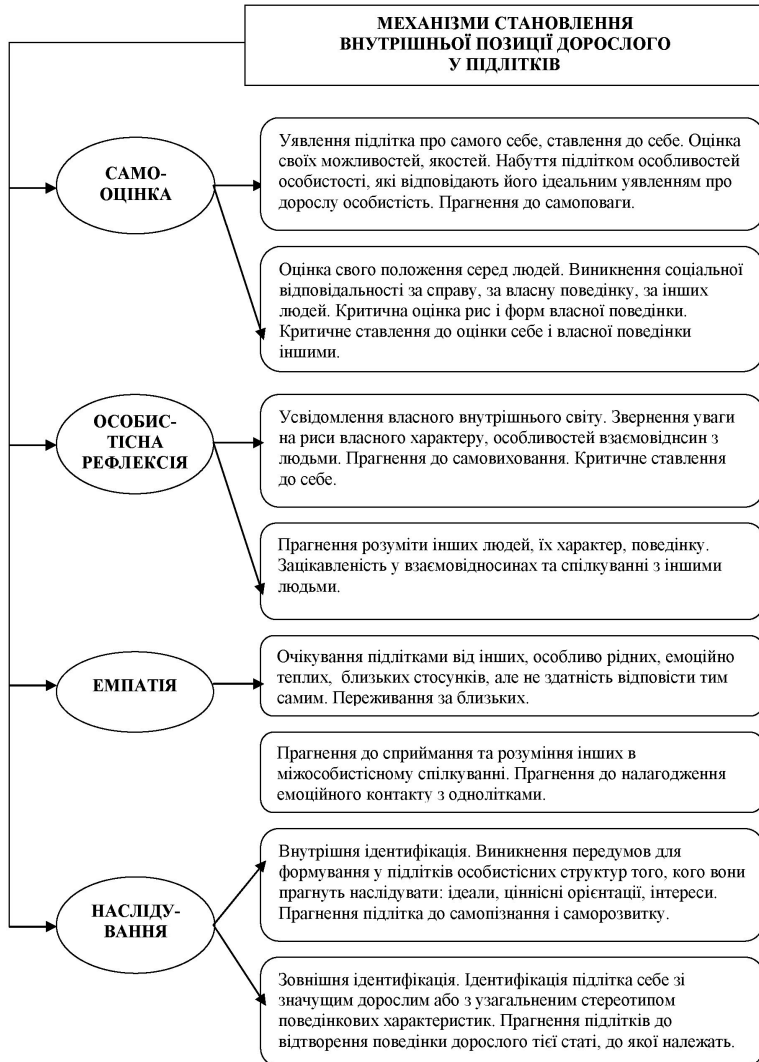 МЕХАНІЗМИ СТАНОВЛЕННЯ
ВНУТРІШНЬОЇ ПОЗИЦІЇ ДОРОСЛОГО
У ПІДЛІТКІВ
САМО-
ОЦІНКА
Уявлення підлітка про самого себе, ставлення до себе. Оцінка
своїх можливостей, якостей. Набуття підлітком особливостей
особистості, які відповідають його ідеальним уявленням про
дорослу особистість. Прагнення до самоповаги.
Оцінка свого положення серед людей. Виникнення соціальної
відповідальності за справу, за власну поведінку, за інших
людей. Критична оцінка рис і форм власної поведінки.
Критичне ставлення до оцінки себе і власної поведінки
іншими.
ОСОБИС-
ТІСНА
РЕФЛЕКСІЯ
Усвідомлення власного внутрішнього світу. Звернення уваги
на риси власного характеру, особливостей взаємовіднсин з
людьми. Прагнення до самовиховання. Критичне ставлення
до себе.
Прагнення розуміти інших людей, їх характер, поведінку.
Зацікавленість у взаємовідносинах та спілкуванні з іншими
людьми.
ЕМПАТІЯ
Очікування підлітками від інших, особливо рідних, емоційно
теплих, близьких стосунків, але не здатність відповісти тим
самим. Переживання за близьких.
Прагнення до сприймання та розуміння інших в
міжособистісному спілкуванні. Прагнення до налагодження
емоційного контакту з однолітками.
НАСЛІДУ-
ВАННЯ
Внутрішня ідентифікація. Виникнення передумов для
формування у підлітків особистісних структур того, кого вони
прагнуть наслідувати: ідеали, ціннісні орієнтації, інтереси.
Прагнення підлітка до самопізнання і саморозвитку.
Зовнішня ідентифікація. Ідентифікація підлітка себе зі
значущим дорослим або з узагальненим стереотипом
поведінкових характеристик. Прагнення підлітків до
відтворення поведінки дорослого тієї статі, до якої належать.